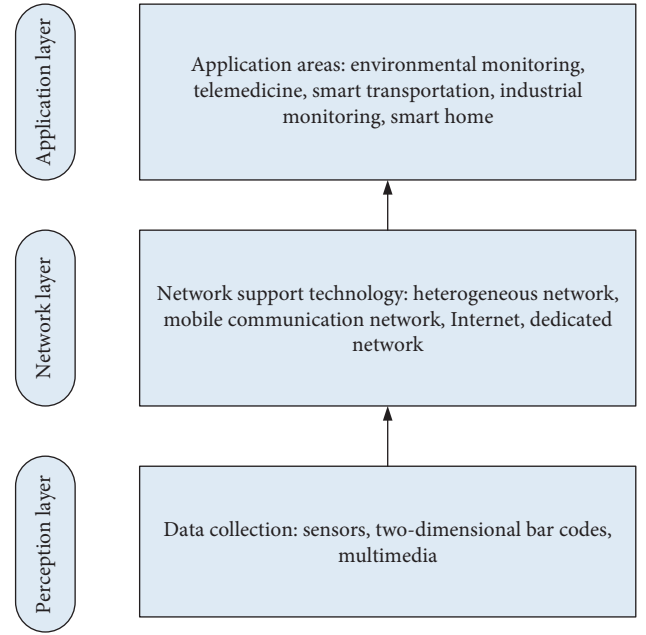 Application layer
Application areas: environmental monitoring,
telemedicine, smart transportation, industrial
monitoring, smart home
Network layer
Network support technology: heterogeneous network,
mobile communication network, Internet, dedicated
network
Perception layer
Data collection: sensors, two-dimensional bar codes,
multimedia